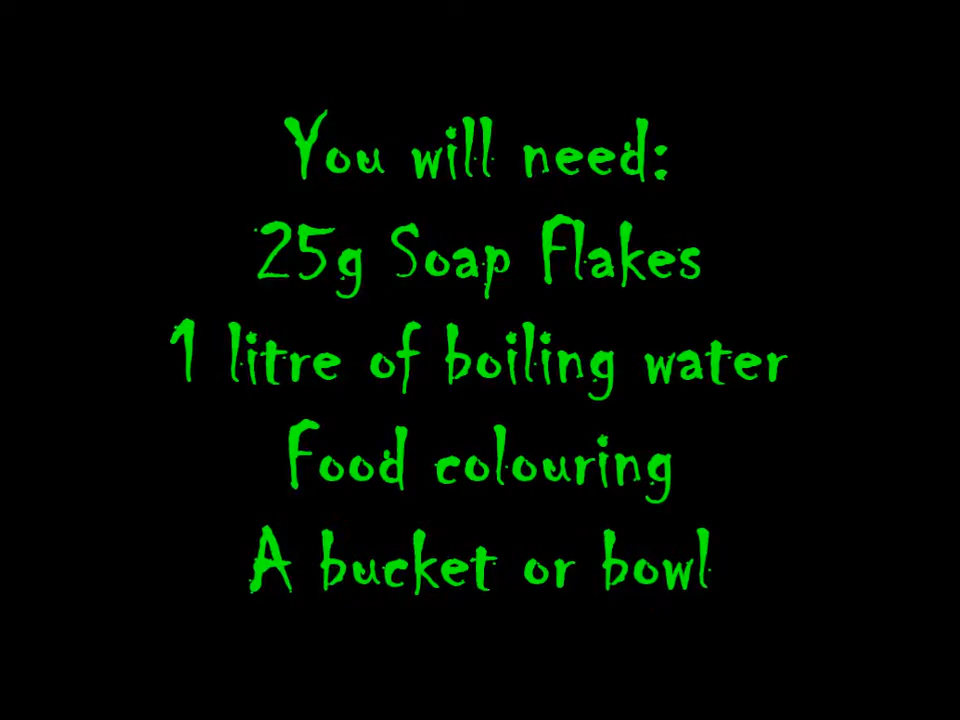 You will need:
25g Soap Flakes
1 litre of boiling water
Food colouring
A bucket or bowl